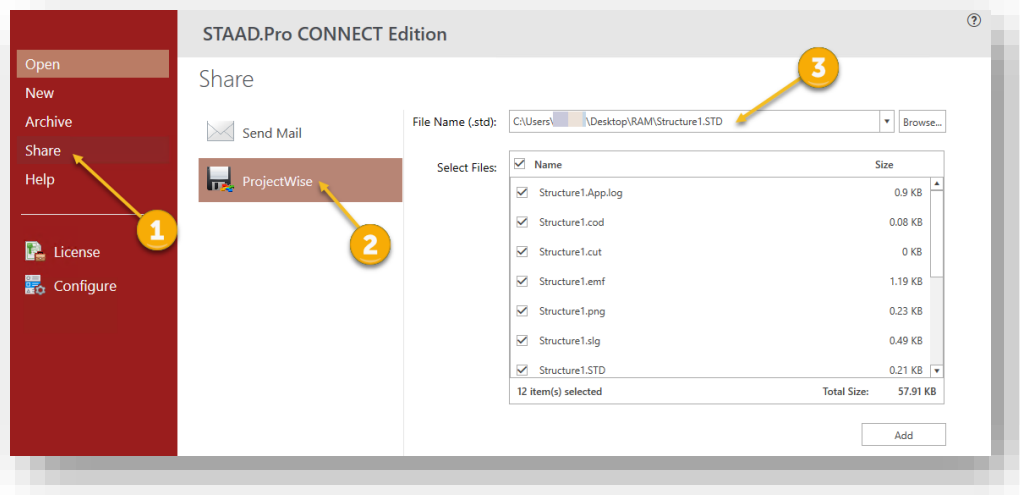 STAAD.Pro CONNECT Edition
?
Open
New
Archive
Share
Help
License
Configure
1
Share
Send Mail
ProjectWise
2
3
File Name (.std):
C:\Users\ \Desktop\RAM\Structure1.STD
Browse...
Select Files:
Name Size
Structure1.App.log 0.9 KB
Structure1.cod 0.08 KB
Structure1.cut 0 KB
Structure1.emf 1.19 KB
Structure1.png 0.23 KB
Structure1.slg 0.49 KB
Structure1.STD 0.21 KB
12 item(s) selected Total Size: 57.91 KB
Add